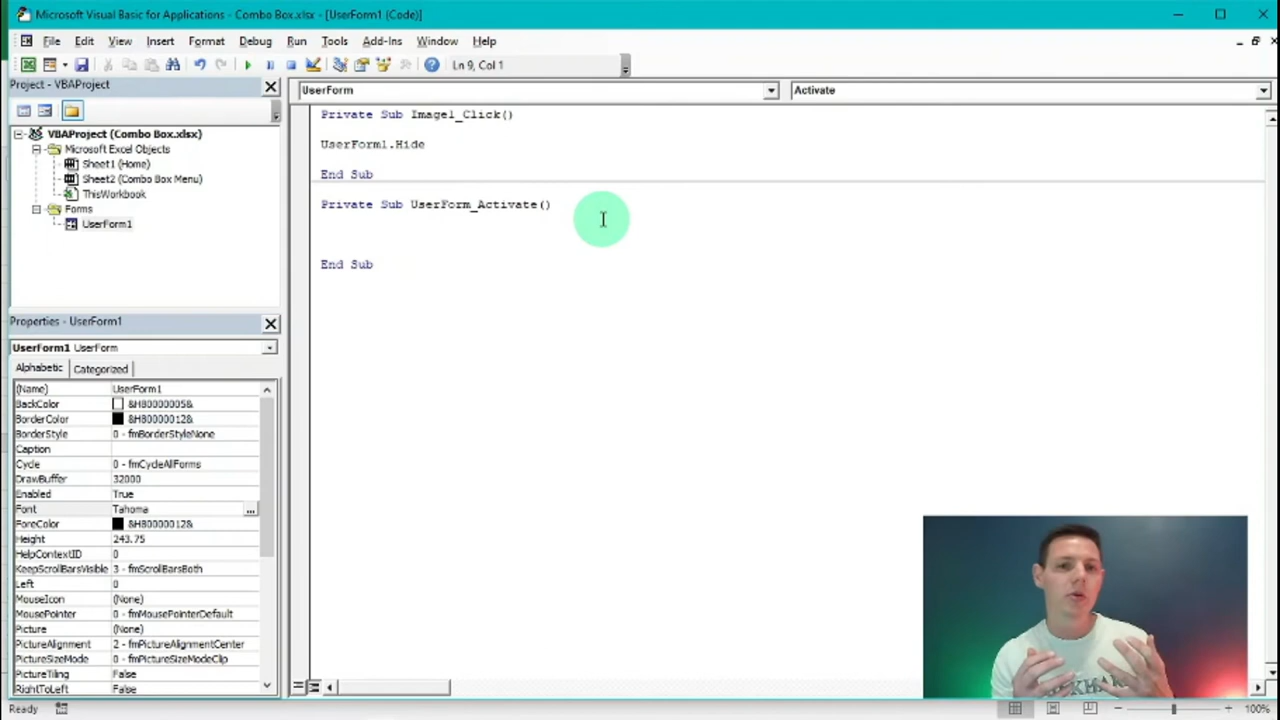 Microsoft Visual Basic for Applications - Combo Box.xlsx - [UserForm1 (Code)]
File Edit View Insert Format Debug Run Tools Add-Ins Window Help
Ln 9, Col 1
Project - VBAProject
UserForm
Activate
VBAProject (Combo Box.xlsx)
Microsoft Excel Objects
Sheet1 (Home)
Sheet2 (Combo Box Menu)
ThisWorkbook
Forms
UserForm1
Private Sub Image1_Click()
UserForm1.Hide
End Sub
Private Sub UserForm_Activate()
End Sub
Properties - UserForm1
UserForm1 UserForm
Alphabetic Categorized
(Name) UserForm1
BackColor &H80000005&
BorderColor &H80000012&
BorderStyle 0 - fmBorderStyleNone
Caption
Cycle 0 - fmCycleAllForms
DrawBuffer 32000
Enabled True
Font Tahoma ...
ForeColor &H80000012&
Height 243.75
HelpContextID 0
KeepScrollBarsVisible 3 - fmScrollBarsBoth
Left 0
MouseIcon (None)
MousePointer 0 - fmMousePointerDefault
Picture (None)
PictureAlignment 2 - fmPictureAlignmentCenter
PictureSizeMode 0 - fmPictureSizeModeClip
PictureTiling False
RightToLeft False
Ready
100%